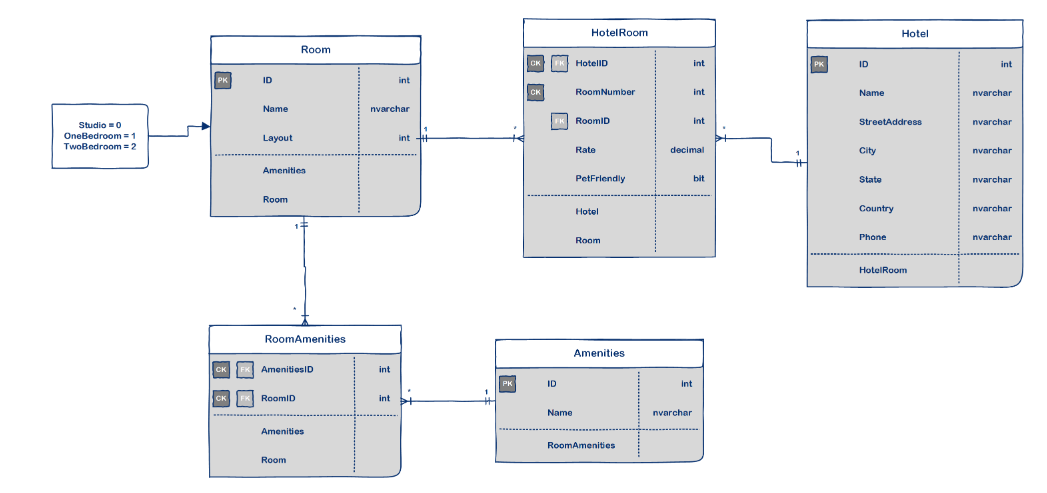 Studio = 0
OneBedroom = 1
TwoBedroom = 2
Room
PK ID int
Name nvarchar
Layout int
Amenities
Room
1
*
HotelRoom
CK FK HotelID int
CK RoomNumber int
FK RoomID int
Rate decimal
PetFriendly bit
Hotel
Room
*
1
Hotel
PK ID int
Name nvarchar
StreetAddress nvarchar
City nvarchar
State nvarchar
Country nvarchar
Phone nvarchar
HotelRoom
1
*
RoomAmenities
CK FK AmenitiesID int
CK FK RoomID int
Amenities
Room
*
1
Amenities
PK ID int
Name nvarchar
RoomAmenities